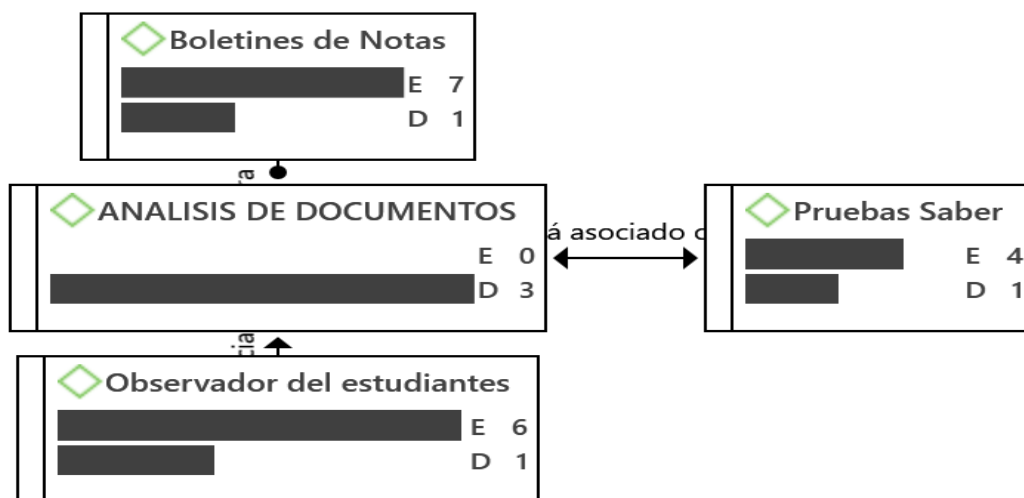 Boletines de Notas
E 7
D 1
ANALISIS DE DOCUMENTOS
E 0
D 3
á asociado
Pruebas Saber
E 4
D 1
Observador del estudiantes
E 6
D 1